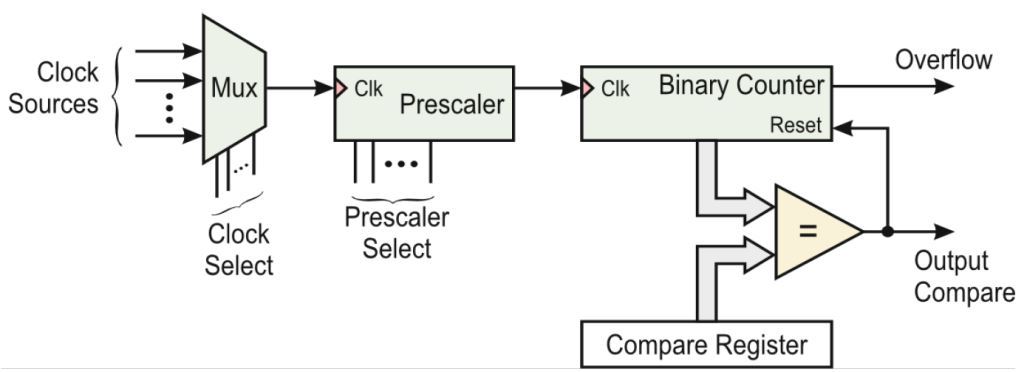 Clock
Sources
Mux
Clk
Prescaler
Clk
Binary Counter
Reset
Overflow
Clock
Select
Prescaler
Select
=
Output
Compare
Compare Register